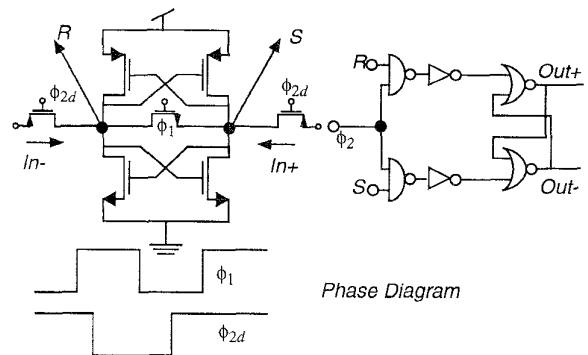 R
S
ϕ2d
ϕ1
ϕ2d
In-
In+
R
ϕ2
S
Out+
Out-
ϕ1
ϕ2d
Phase Diagram